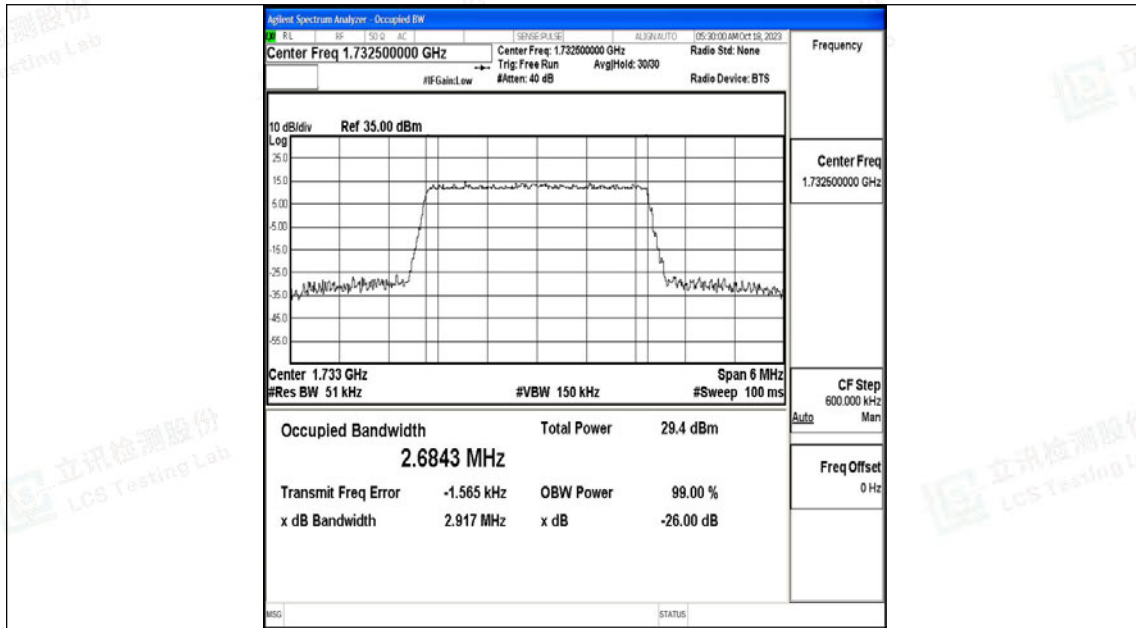 Agilent Spectrum Analyzer - Occupied BW
RL RF 50 Ω AC SENSE:PULSE ALIGNAUTO 05:30:00 AM Oct 18, 2023
Center Freq 1.732500000 GHz
Center Freq: 1.732500000 GHz
Radio Std: None
Trig: Free Run Avg|Hold: 30/30
#IFGain:Low #Atten: 40 dB Radio Device: BTS
10 dB/div Ref 35.00 dBm
Log
25.0
15.0
5.00
-5.00
-15.0
-25.0
-35.0
-45.0
-55.0
Center 1.733 GHz Span 6 MHz
#Res BW 51 kHz #VBW 150 kHz #Sweep 100 ms
Occupied Bandwidth Total Power 29.4 dBm
2.6843 MHz
Transmit Freq Error -1.565 kHz OBW Power 99.00 %
x dB Bandwidth 2.917 MHz x dB -26.00 dB
MSG STATUS
Frequency
Center Freq
1.732500000 GHz
CF Step
600.000 kHz
Auto Man
Freq Offset
0 Hz
立讯检测股份
LCS Testing Lab
立讯检测股份